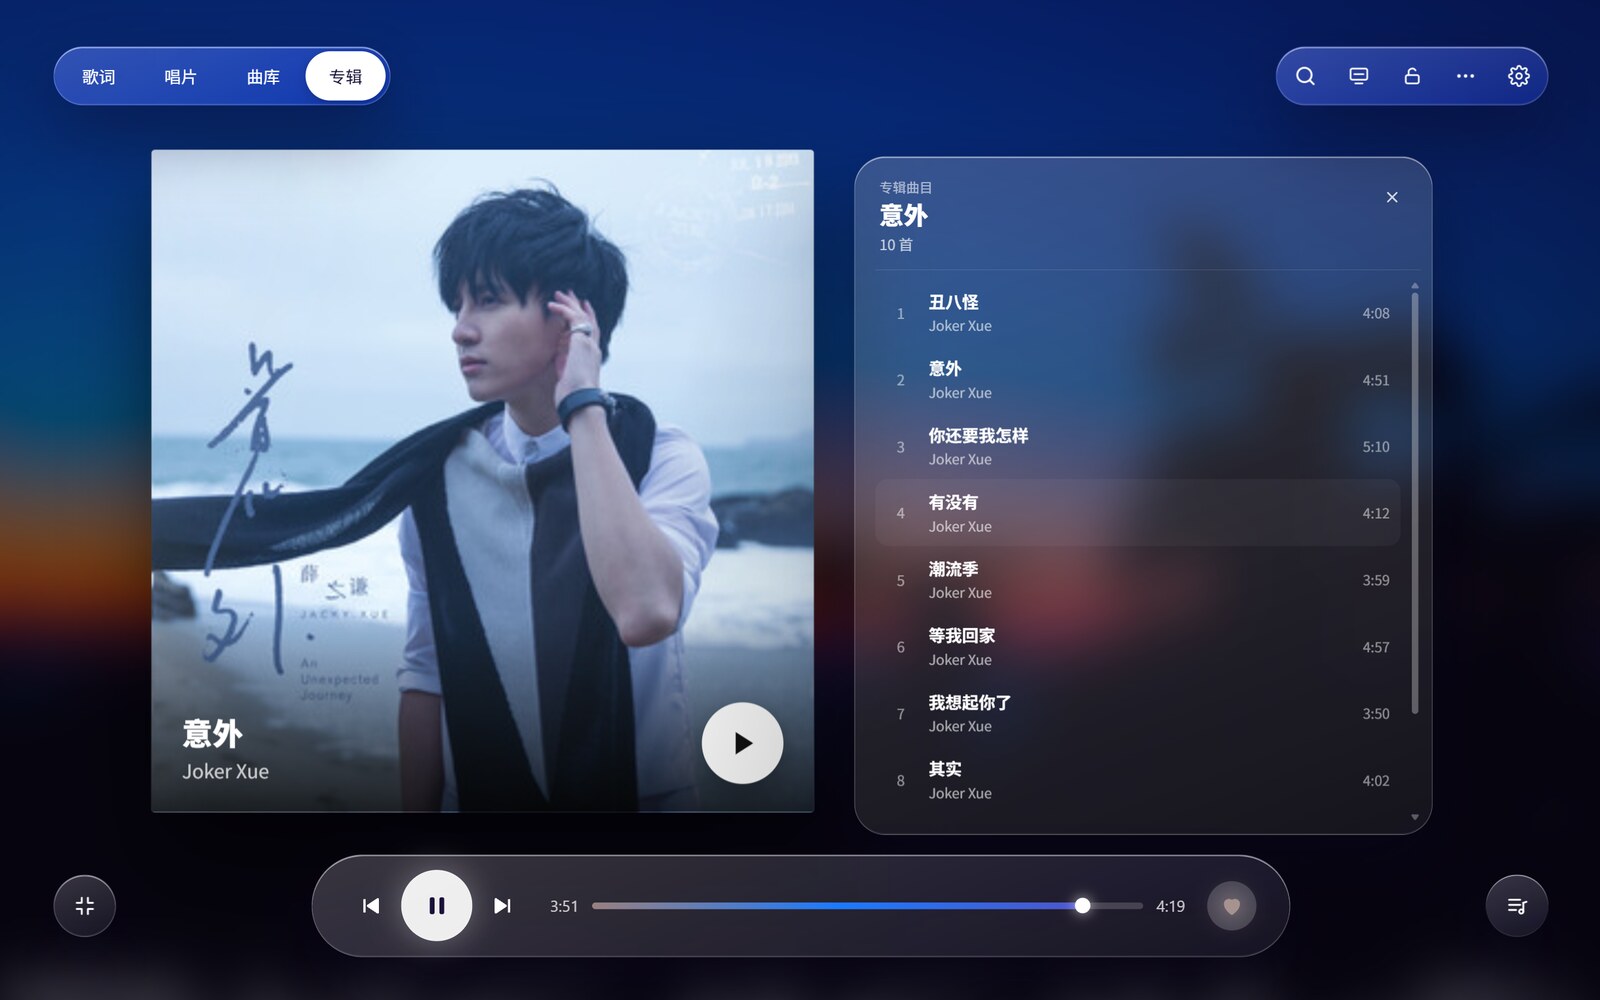 歌词
唱片
曲库
专辑
薛之谦
JACKY.XUE
An
Unexpected
Journey
意外
Joker Xue
专辑曲目
意外
10 首
1 丑八怪 4:08
Joker Xue
2 意外 4:51
Joker Xue
3 你还要我怎样 5:10
Joker Xue
4 有没有 4:12
Joker Xue
5 潮流季 3:59
Joker Xue
6 等我回家 4:57
Joker Xue
7 我想起你了 3:50
Joker Xue
8 其实 4:02
Joker Xue
3:51
4:19